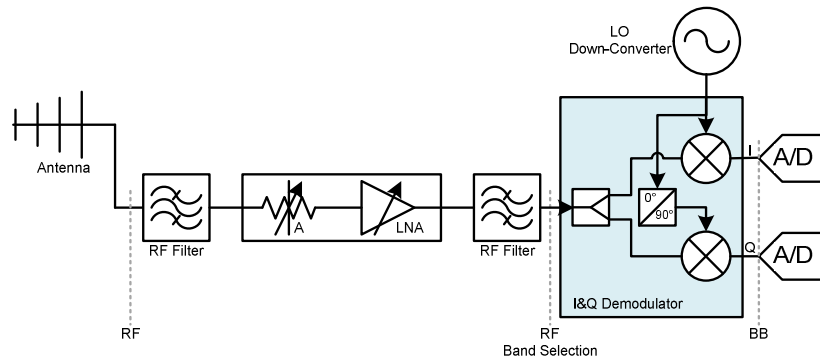 LO
Down-Converter
Antenna
I
A/D
0°
90°
A
LNA
RF Filter
RF Filter
Q
A/D
I&Q Demodulator
RF
RF
Band Selection
BB